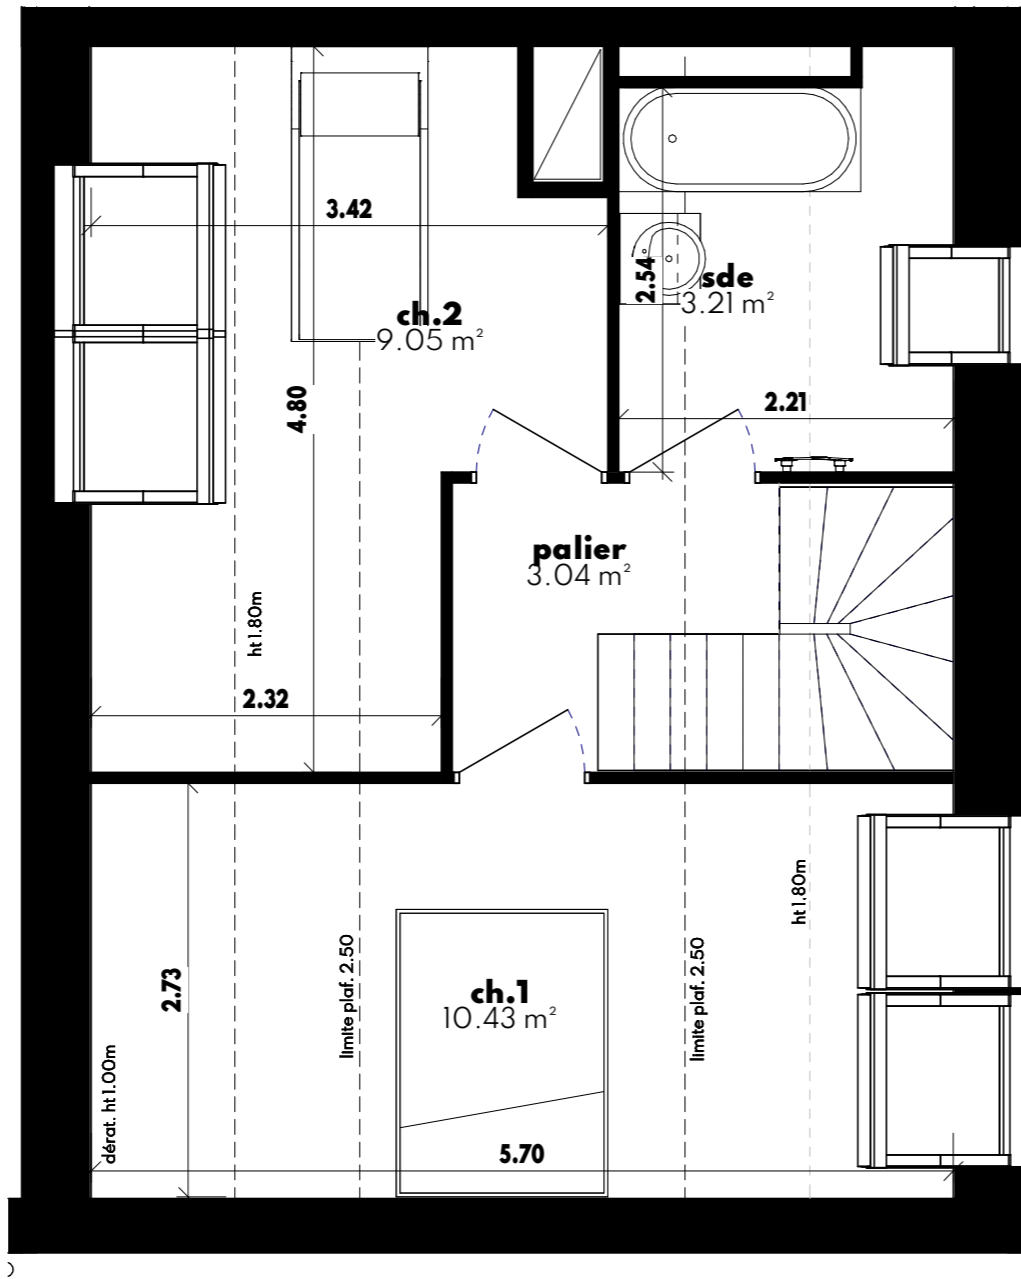 3.42
2.54
sde
3.21 m²
ch.2
9.05 m²
4.80
2.21
palier
3.04 m²
ht 1.80m
2.32
ht 1.80m
limite plaf. 2.50
limite plaf. 2.50
2.73
ch.1
10.43 m²
dérat. ht 1.00m
5.70